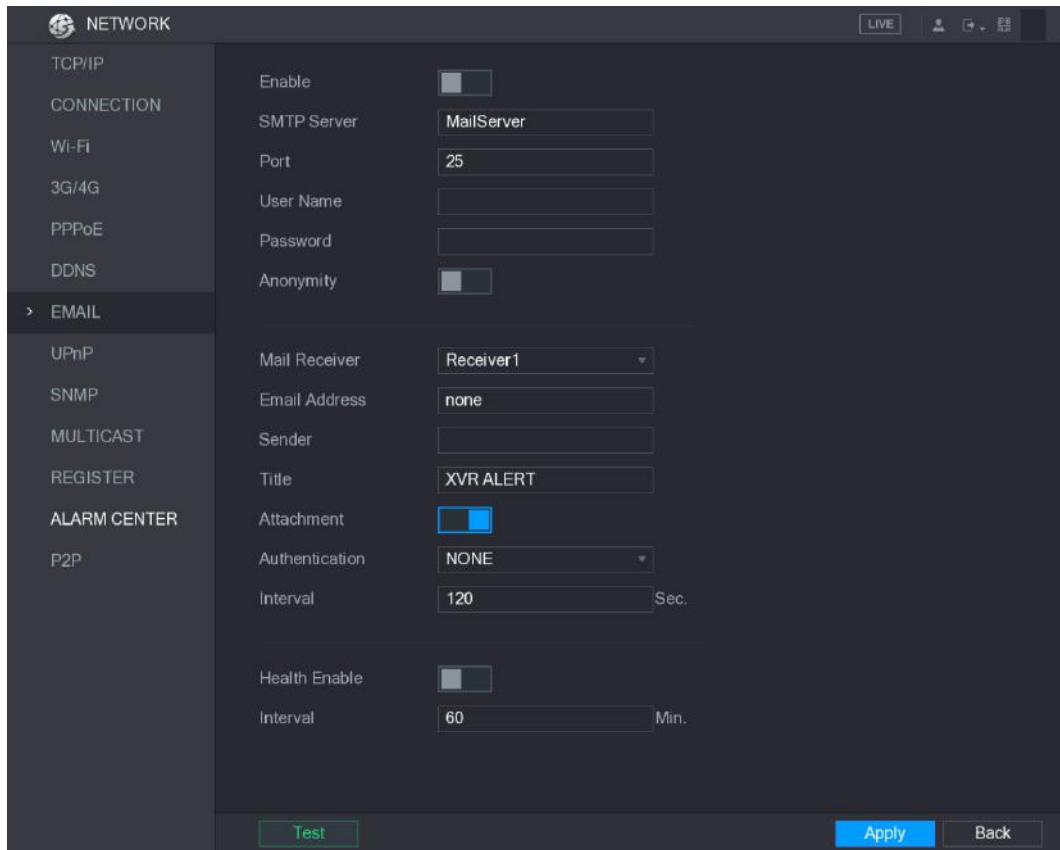 NETWORK
LIVE
TCP/IP
CONNECTION
Wi-Fi
3G/4G
PPPoE
DDNS
EMAIL
UPnP
SNMP
MULTICAST
REGISTER
ALARM CENTER
P2P
Enable
SMTP Server MailServer
Port 25
User Name
Password
Anonymity
Mail Receiver Receiver1
Email Address none
Sender
Title XVR ALERT
Attachment
Authentication NONE
Interval 120 Sec.
Health Enable
Interval 60 Min.
Test Apply Back